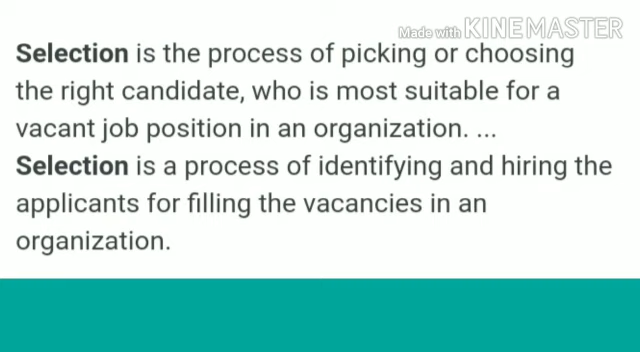 Made with KINEMASTER
Selection is the process of picking or choosing
the right candidate, who is most suitable for a
vacant job position in an organization. ...
Selection is a process of identifying and hiring the
applicants for filling the vacancies in an
organization.